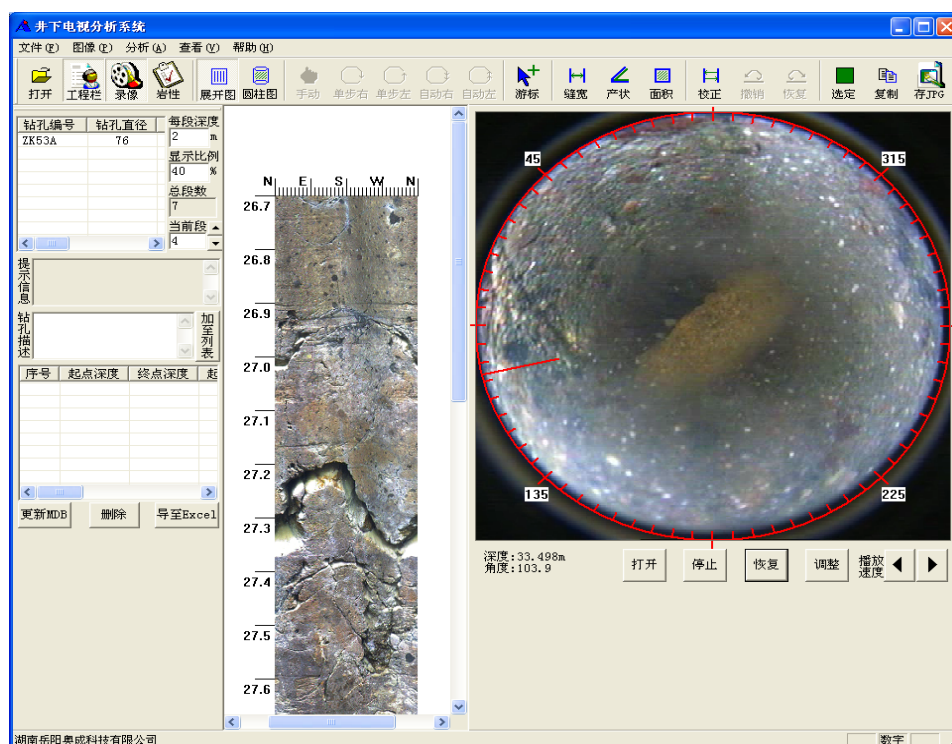 井下电视分析系统
文件(F) 图像(P) 分析(A) 查看(V) 帮助(H)
打开 工程栏 录像 岩性 展开图 圆柱图 手动 单步右 单步左 自动右 自动左 游标 缝宽 产状 面积 校正 撤销 恢复 选定 复制 存JPG
钻孔编号 钻孔直径
ZK53A 76
每段深度
2 m
显示比例
40 %
总段数
7
当前段
4
提示信息
钻孔描述
加至列表
序号 起点深度 终点深度 起
更新MDB 删除 导至Excel
N E S W N
26.7
26.8
26.9
27.0
27.1
27.2
27.3
27.4
27.5
27.6
45 315
135 225
深度:33.498m
角度:103.9
打开 停止 恢复 调整 播放速度
湖南岳阳奥成科技有限公司 数字